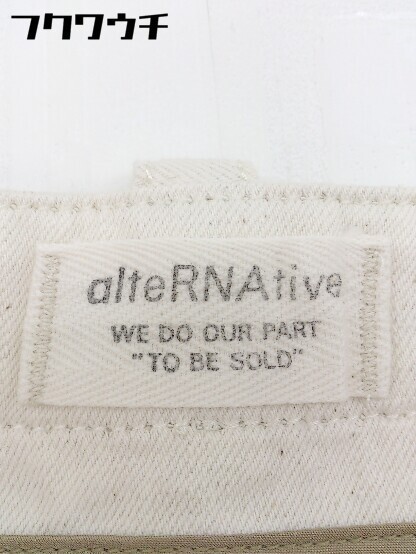 フクワウチ
alteRNAtive
WE DO OUR PART
"TO BE SOLD"